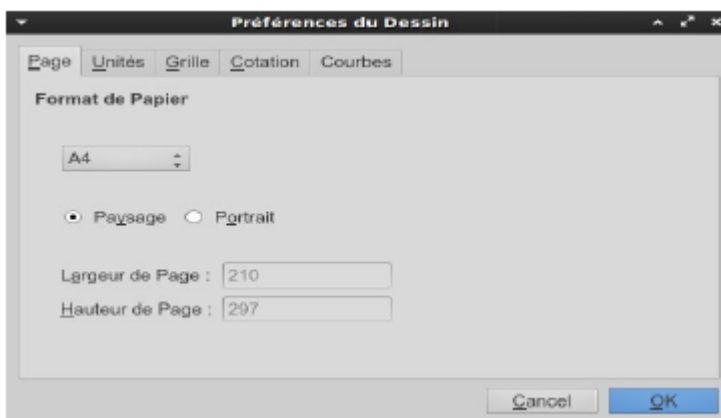 Préférences du Dessin
Page Unités Grille Cotation Courbes
Format de Papier
A4
Paysage Portrait
Largeur de Page : 210
Hauteur de Page : 297
Cancel OK